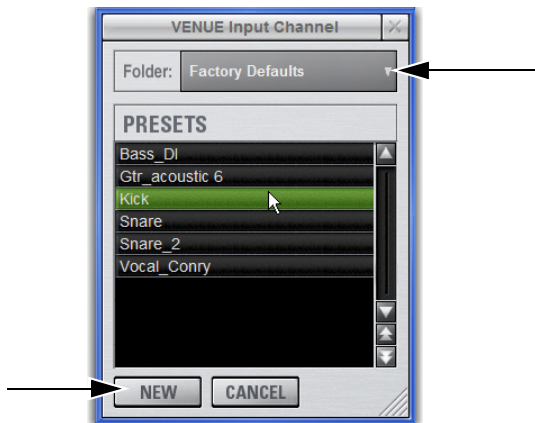 VENUE Input Channel
Folder: Factory Defaults
PRESETS
Bass_DI
Gtr_acoustic 6
Kick
Snare
Snare_2
Vocal_Conry
NEW CANCEL